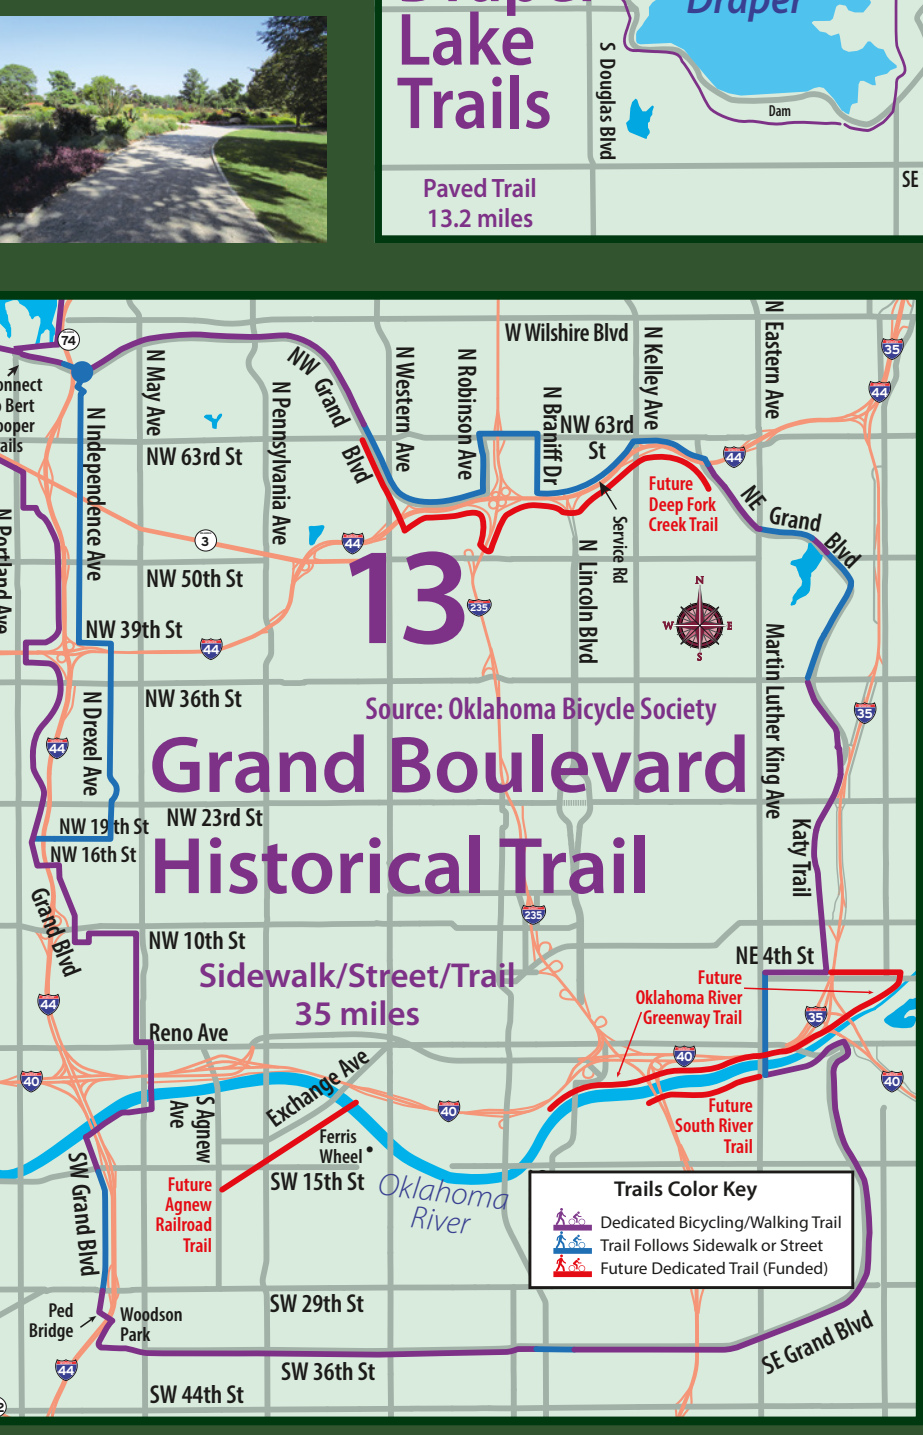 Draper
Lake
Trails
Paved Trail
13.2 miles
Draper
S Douglas Blvd
Dam
SE
74
W Wilshire Blvd
N Eastern Ave
35
44
N May Ave
NW Grand
Blvd
N Western Ave
N Robinson Ave
N Kelley Ave
N Braniff Dr
NW 63rd
St
N Independence Ave
N Pennsylvania Ave
NW 63rd St
44
Future
Deep Fork
Creek Trail
NE Grand
Blvd
Service Rd
N Portland Ave
3
44
NW 50th St
13
235
N Lincoln Blvd
N
W
E
S
NW 39th St
44
Martin Luther King Ave
NW 36th St
Source: Oklahoma Bicycle Society
35
N Drexel Ave
44
Grand Boulevard
Historical Trail
NW 23rd St
NW 19th St
NW 16th St
Katy Trail
Grand Blvd
235
NW 10th St
NE 4th St
Sidewalk/Street/Trail
35 miles
Future
Oklahoma River
Greenway Trail
44
35
Reno Ave
40
40
40
40
Exchange Ave
S Agnew
Ave
Ferris
Wheel
Future
South River
Trail
SW Grand Blvd
Future
Agnew
Railroad
Trail
SW 15th St
Oklahoma
River
Trails Color Key
Dedicated Bicycling/Walking Trail
Trail Follows Sidewalk or Street
Future Dedicated Trail (Funded)
SW 29th St
Ped
Bridge
Woodson
Park
SE Grand Blvd
44
SW 36th St
SW 44th St